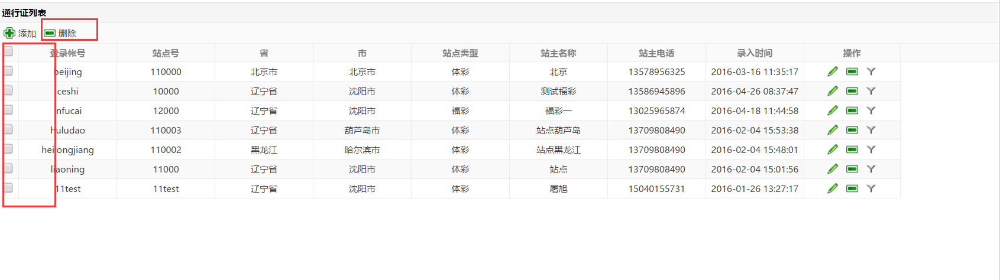 通行证列表
添加 删除
登录帐号 站点号 省 市 站点类型 站主名称 站主电话 录入时间 操作
beijing 110000 北京市 北京市 体彩 北京 13578956325 2016-03-16 11:35:17
ceshi 10000 辽宁省 沈阳市 体彩 测试福彩 13586945896 2016-04-26 08:37:47
nfucai 12000 辽宁省 沈阳市 福彩 福彩一 13025965874 2016-04-18 11:44:58
huludao 110003 辽宁省 葫芦岛市 体彩 站点葫芦岛 13709808490 2016-02-04 15:53:38
heilongjiang 110002 黑龙江 哈尔滨市 体彩 站点黑龙江 13709808490 2016-02-04 15:48:01
liaoning 11000 辽宁省 沈阳市 体彩 站点 13709808490 2016-02-04 15:01:56
11test 11test 辽宁省 沈阳市 体彩 屠旭 15040155731 2016-01-26 13:27:17